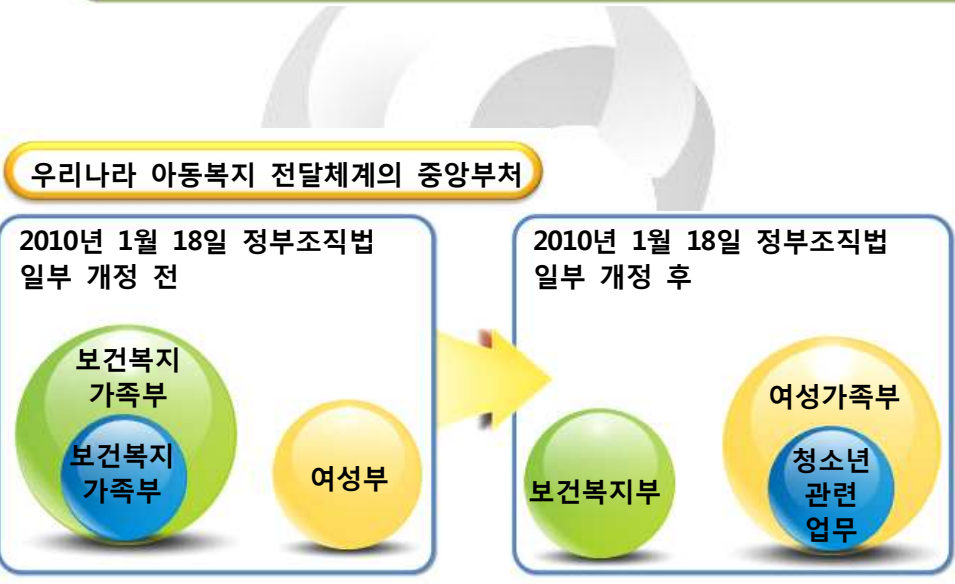 우리나라 아동복지 전달체계의 중앙부처
2010년 1월 18일 정부조직법
일부 개정 전
보건복지
가족부
보건복지
가족부
여성부
2010년 1월 18일 정부조직법
일부 개정 후
보건복지부
여성가족부
청소년
관련
업무